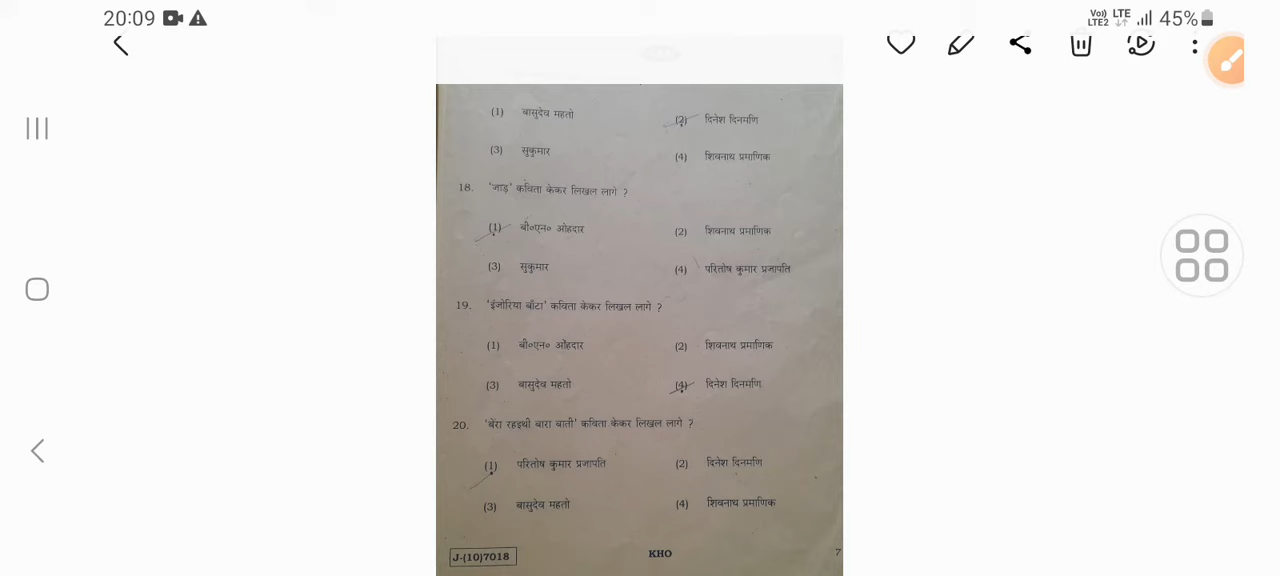 20:09
Vo)) LTE
LTE2
45%
(1) बासुदेव महतो (2) दिनेश दिनमणि
(3) सुकुमार (4) शिवनाथ प्रमाणिक
18. 'जाड़' कविता केकर लिखल लागे ?
(1) बी०एन० ओहदार (2) शिवनाथ प्रमाणिक
(3) सुकुमार (4) परितोष कुमार प्रजापति
19. 'इंजोरिया बाँटा' कविता केकर लिखल लागे ?
(1) बी०एन० ओहदार (2) शिवनाथ प्रमाणिक
(3) बासुदेव महतो (4) दिनेश दिनमणि
20. 'बेंरा रहइथी बारा बाती' कविता केकर लिखल लागे ?
(1) परितोष कुमार प्रजापति (2) दिनेश दिनमणि
(3) बासुदेव महतो (4) शिवनाथ प्रमाणिक
J-(10)7018 KHO 7